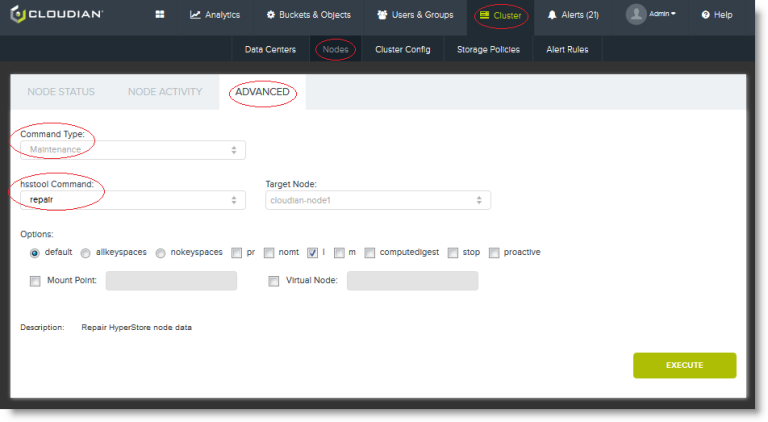 CLOUDIAN Analytics Buckets & Objects Users & Groups Cluster Alerts (21) Admin Help
Data Centers Nodes Cluster Config Storage Policies Alert Rules
NODE STATUS NODE ACTIVITY ADVANCED
Command Type:
Maintenance
hsstool Command: Target Node:
repair cloudian-node1
Options:
default allkeyspaces nokeyspaces pr nomt l m computedigest stop proactive
Mount Point: Virtual Node:
Description: Repair HyperStore node data
EXECUTE